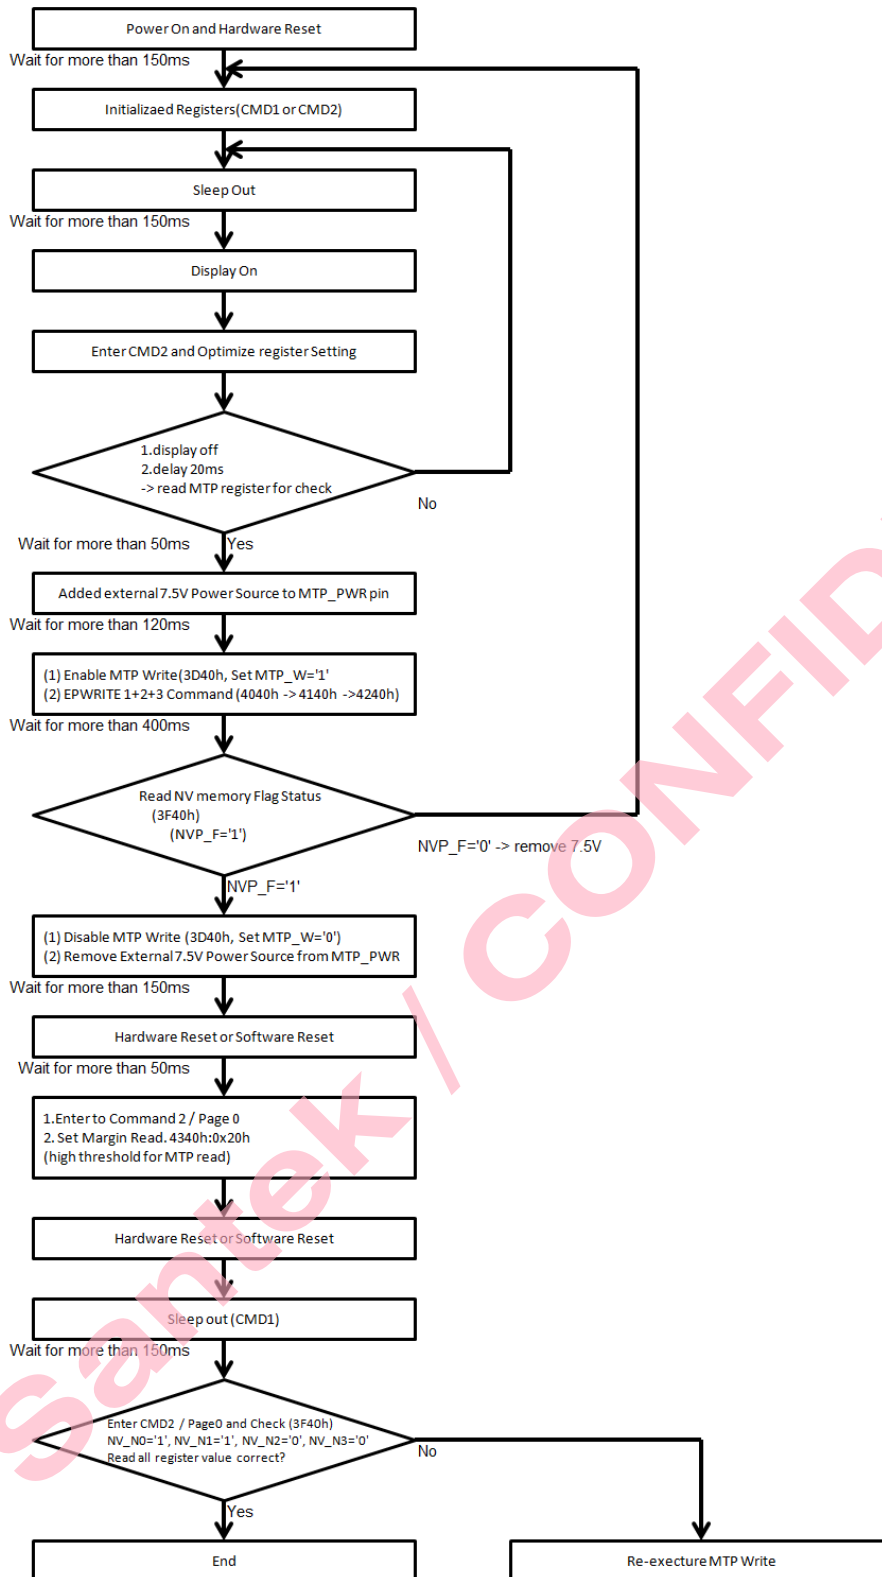 Power On and Hardware Reset
Wait for more than 150ms
Initializaed Registers(CMD1 or CMD2)
Sleep Out
Wait for more than 150ms
Display On
Enter CMD2 and Optimize register Setting
1.display off
2.delay 20ms
-> read MTP register for check
No
Wait for more than 50ms
Yes
Added external 7.5V Power Source to MTP_PWR pin
Wait for more than 120ms
(1) Enable MTP Write(3D40h, Set MTP_W='1'
(2) EPWRITE 1+2+3 Command (4040h -> 4140h ->4240h)
Wait for more than 400ms
Read NV memory Flag Status
(3F40h)
(NVP_F='1')
NVP_F='0' -> remove 7.5V
NVP_F='1'
(1) Disable MTP Write (3D40h, Set MTP_W='0')
(2) Remove External 7.5V Power Source from MTP_PWR
Wait for more than 150ms
Hardware Reset or Software Reset
Wait for more than 50ms
1.Enter to Command 2 / Page 0
2. Set Margin Read. 4340h:0x20h
(high threshold for MTP read)
Hardware Reset or Software Reset
Sleep out (CMD1)
Wait for more than 150ms
Enter CMD2 / Page0 and Check (3F40h)
NV_N0='1', NV_N1='1', NV_N2='0', NV_N3='0'
Read all register value correct?
No
Yes
End
Re-execture MTP Write
Santek / CONFID